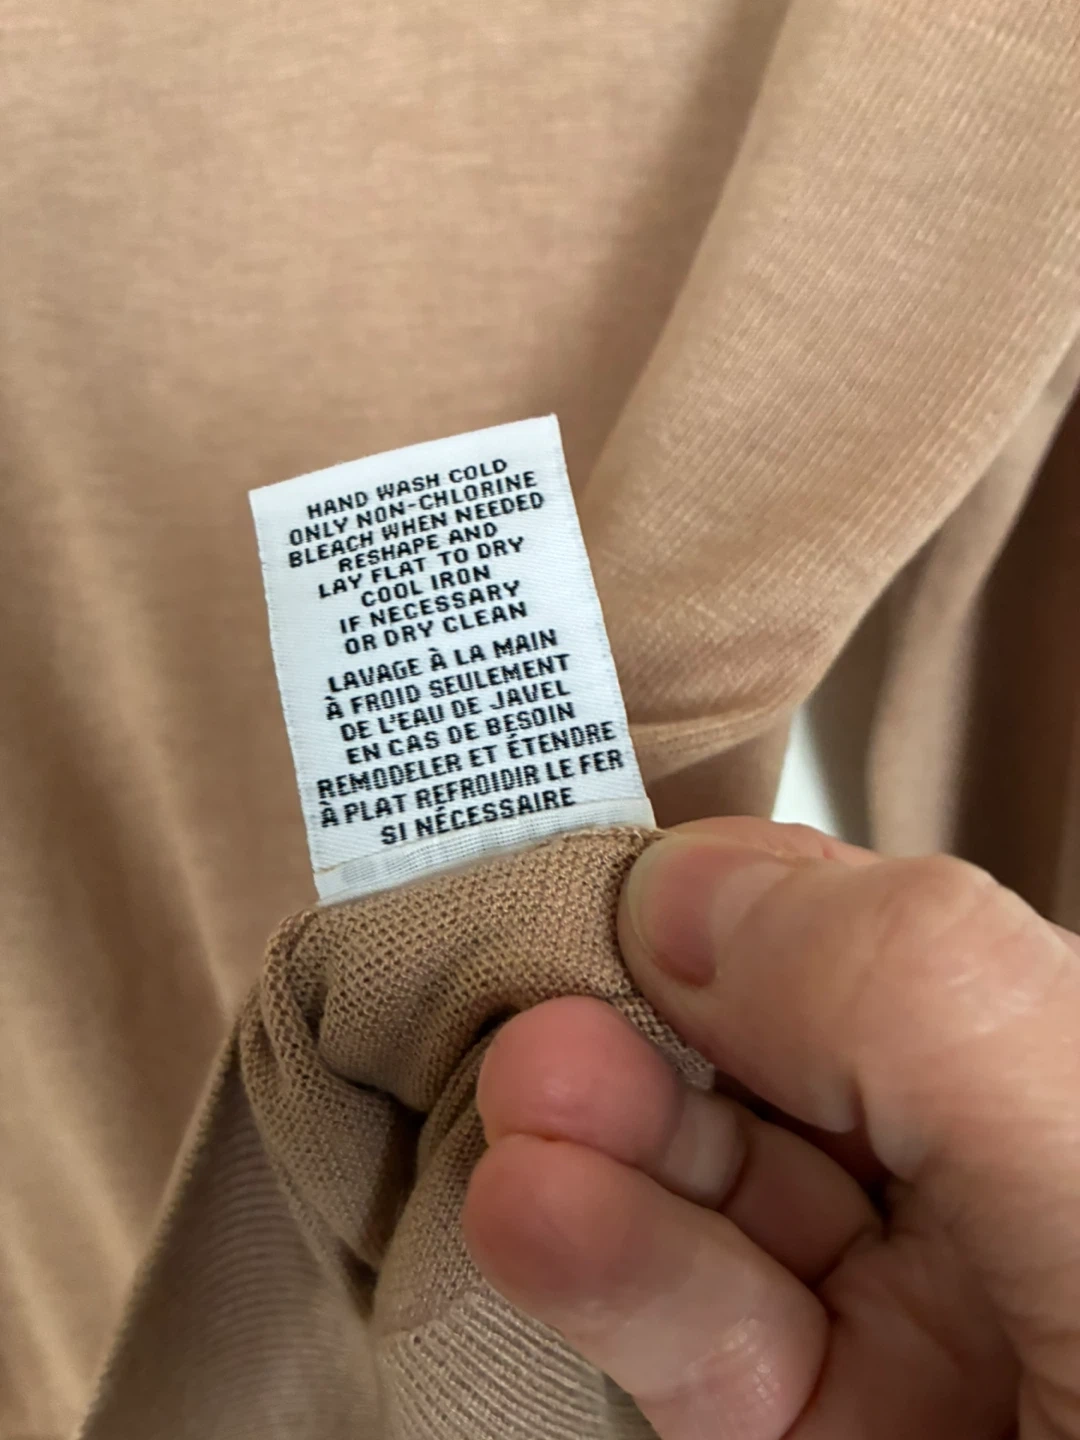 HAND WASH COLD
ONLY NON-CHLORINE
BLEACH WHEN NEEDED
RESHAPE AND
LAY FLAT TO DRY
COOL IRON
IF NECESSARY
OR DRY CLEAN
LAVAGE À LA MAIN
À FROID SEULEMENT
DE L'EAU DE JAVEL
EN CAS DE BESOIN
REMODELER ET ÉTENDRE
À PLAT REFROIDIR LE FER
SI NÉCESSAIRE